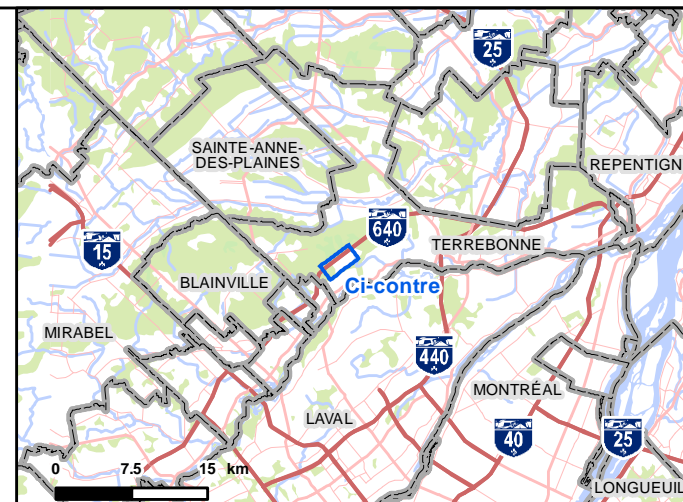 25
SAINTE-ANNE-
DES-PLAINES
REPENTIGN
640
15
TERREBONNE
BLAINVILLE
Ci-contre
MIRABEL
440
MONTRÉAL
LAVAL
40
25
0 7.5 15 km
LONGUEUIL